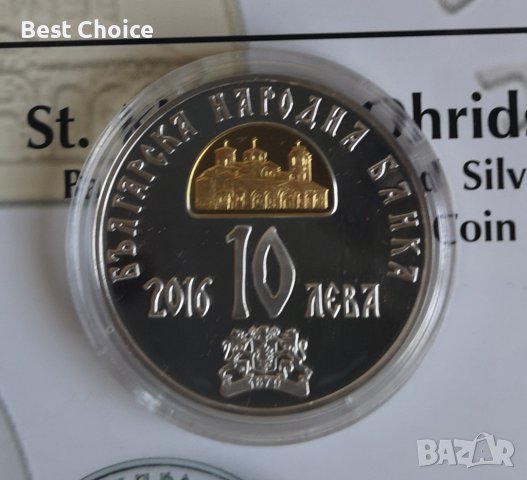 Best Choice
St. Ohrids
Silv
Coin
БЪЛГАРСКА НАРОДНА БАНКА
2016 10 ЛЕВА
1879
BAZAR